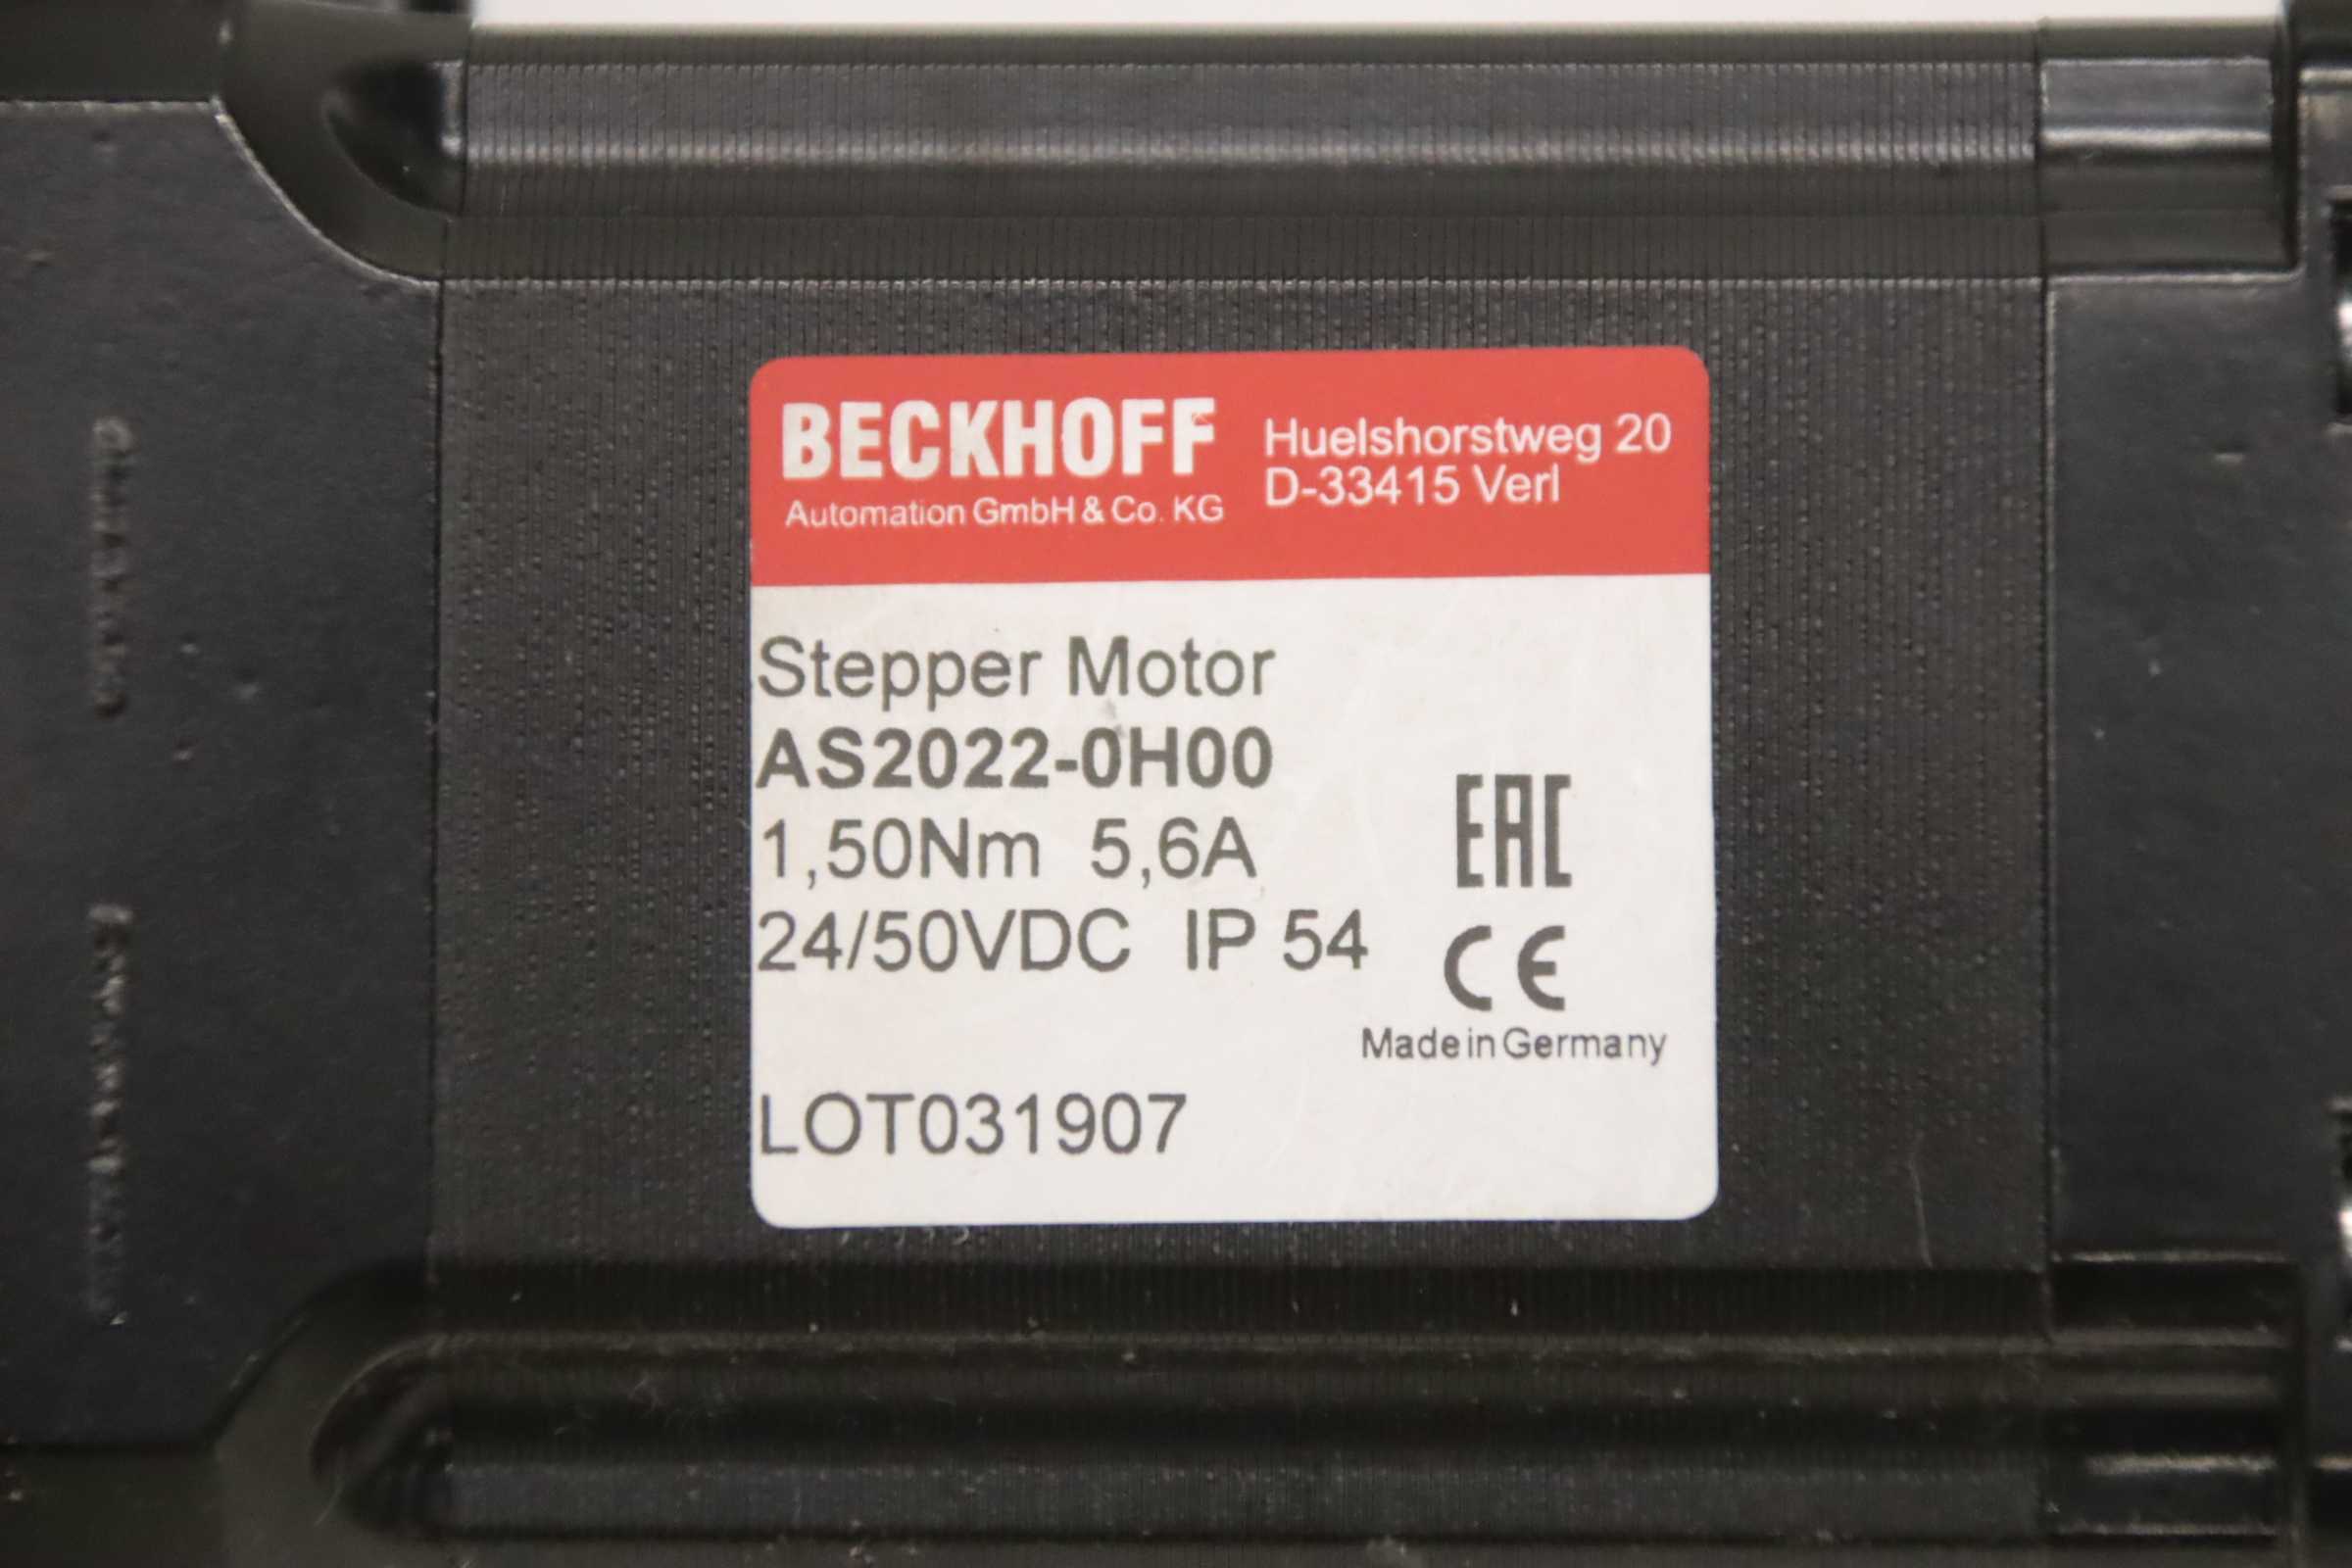 BECKHOFF
Automation GmbH & Co. KG
Huelshorstweg 20
D-33415 Verl
Stepper Motor
AS2022-0H00
1,50Nm 5,6A
24/50VDC IP 54
EAC
CE
Made in Germany
LOT031907